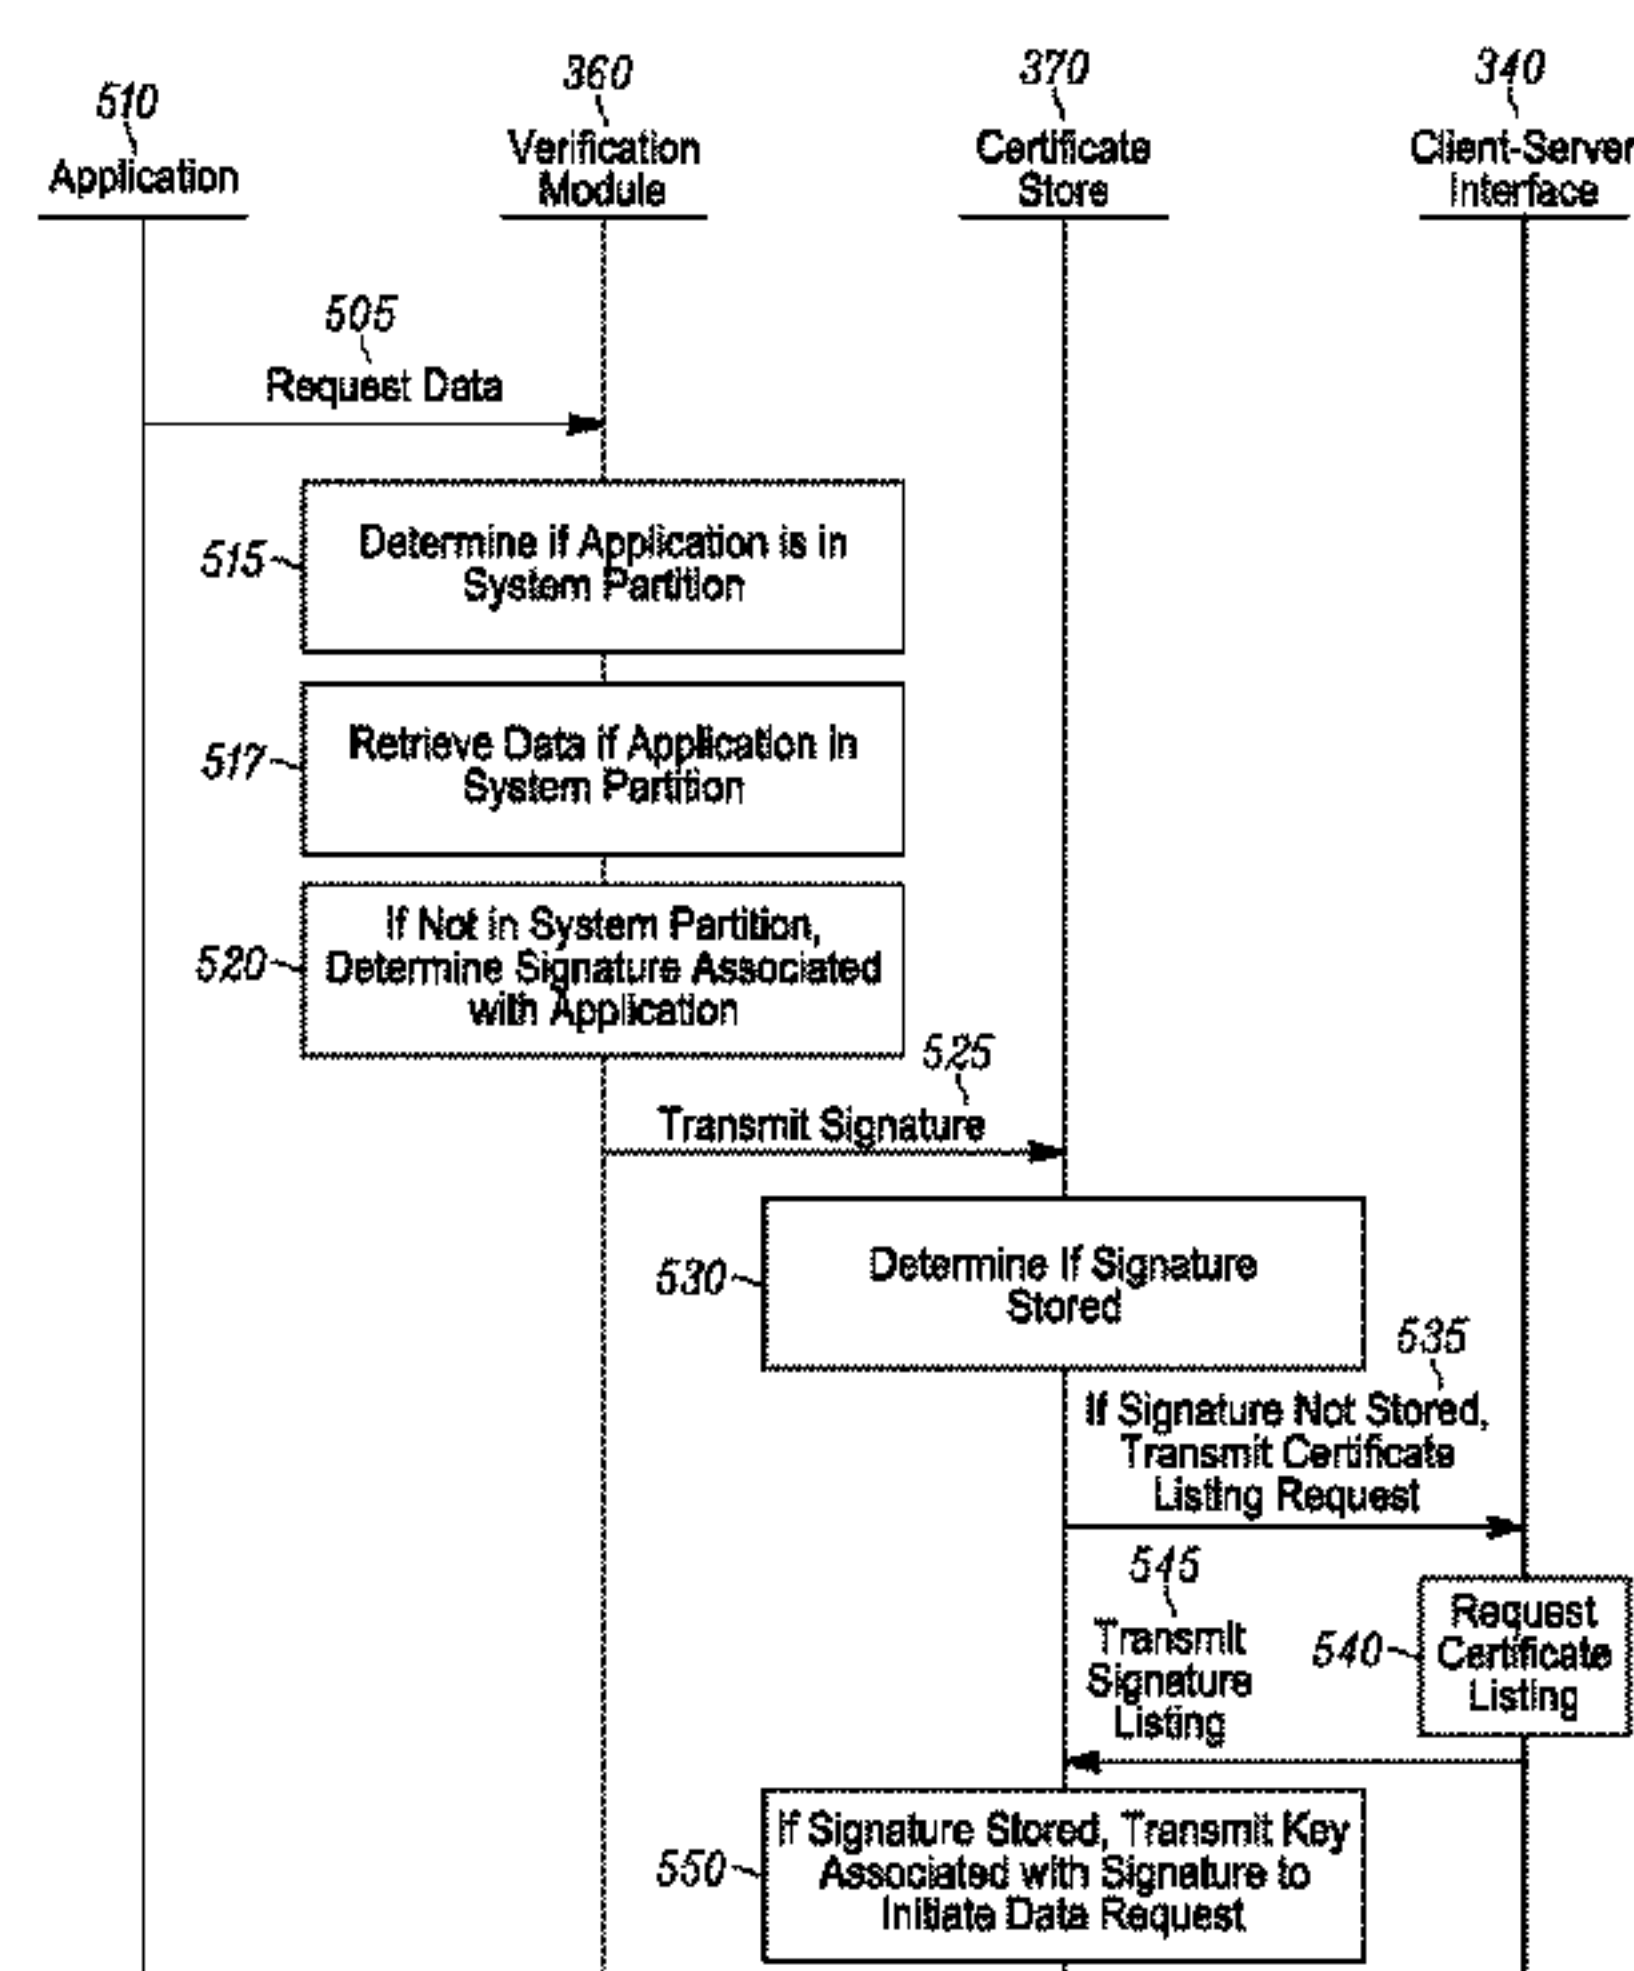 510
Application
360
Verification
Module
370
Certificate
Store
340
Client-Server
Interface
505
Request Data
515
Determine if Application is in
System Partition
517
Retrieve Data if Application in
System Partition
520
If Not in System Partition,
Determine Signature Associated
with Application
525
Transmit Signature
530
Determine If Signature
Stored
535
If Signature Not Stored,
Transmit Certificate
Listing Request
540
Request
Certificate
Listing
545
Transmit
Signature
Listing
550
If Signature Stored, Transmit Key
Associated with Signature to
Initiate Data Request